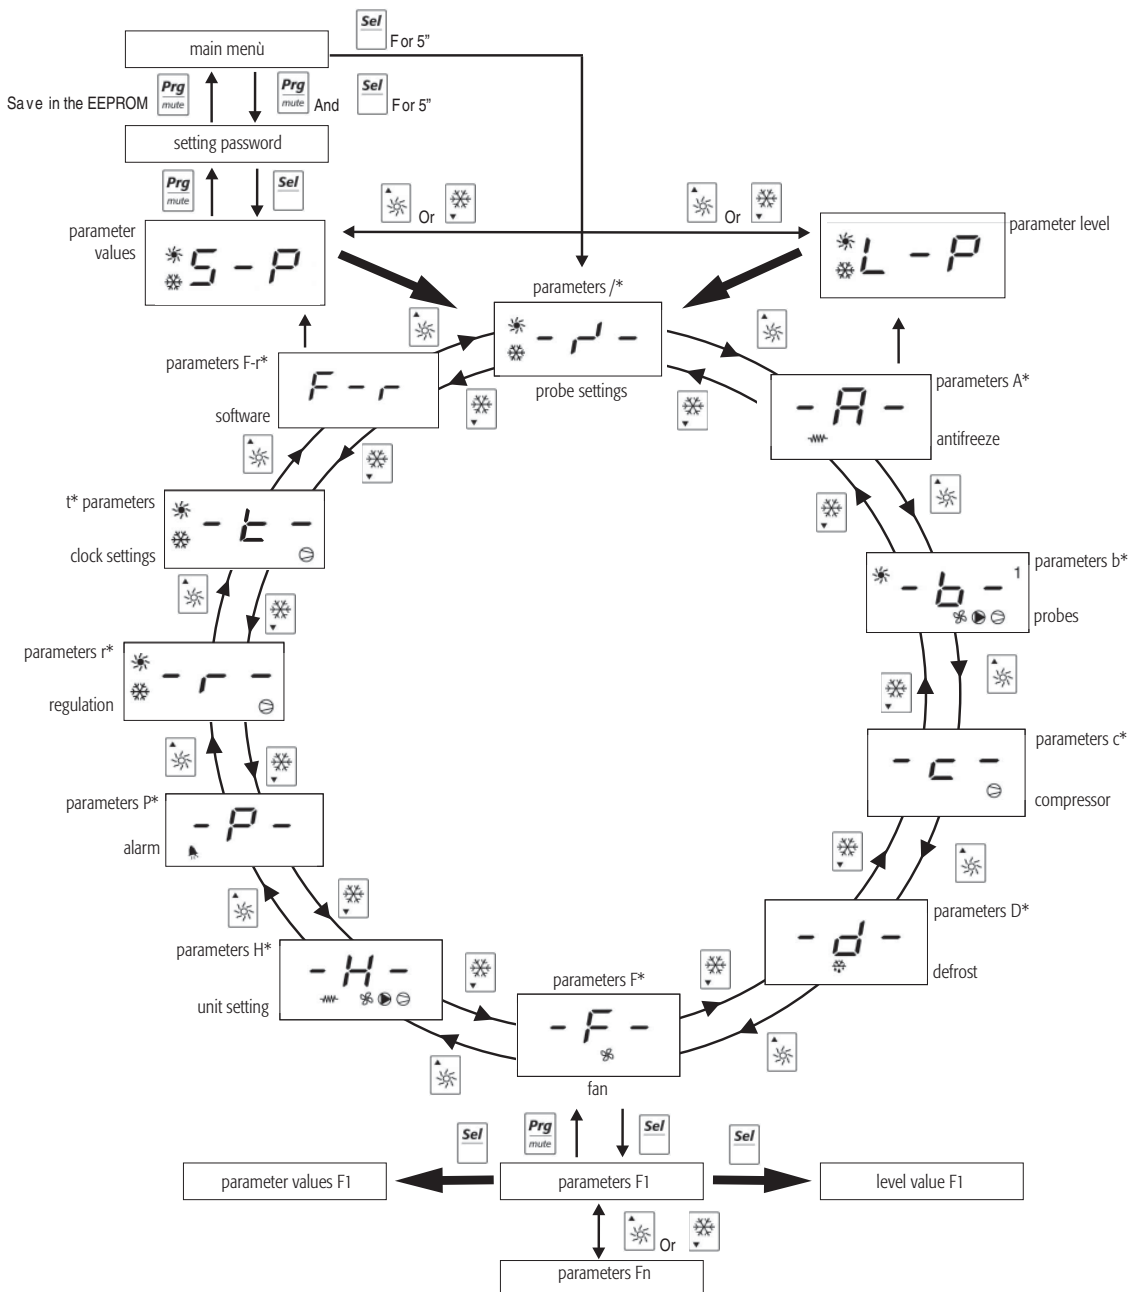 Sel
For 5"
main menù
Prg
mute
Save in the EEPROM
Prg
mute
And
Sel
For 5"
setting password
Prg
mute
Sel
Or
Or
parameter
values
S-P
parameter level
L-P
parameters /*
-/-
probe settings
parameters F-r*
F-r
software
parameters A*
-A-
antifreeze
t* parameters
-t-
clock settings
parameters b*
-b-
1
probes
parameters r*
-r-
regulation
parameters c*
-c-
compressor
parameters P*
-P-
alarm
parameters D*
-d-
defrost
parameters H*
-H-
unit setting
parameters F*
-F-
fan
Sel
Prg
mute
Sel
Sel
parameter values F1
parameters F1
level value F1
Or
parameters Fn